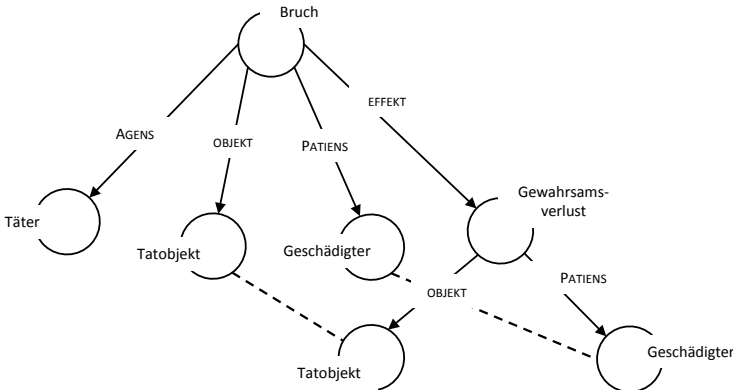 Bruch
EFFEKT
AGENS
OBJEKT
PATIENS
Gewahrsams-
verlust
Täter
Tatobjekt
Geschädigter
OBJEKT
PATIENS
Tatobjekt
Geschädigter